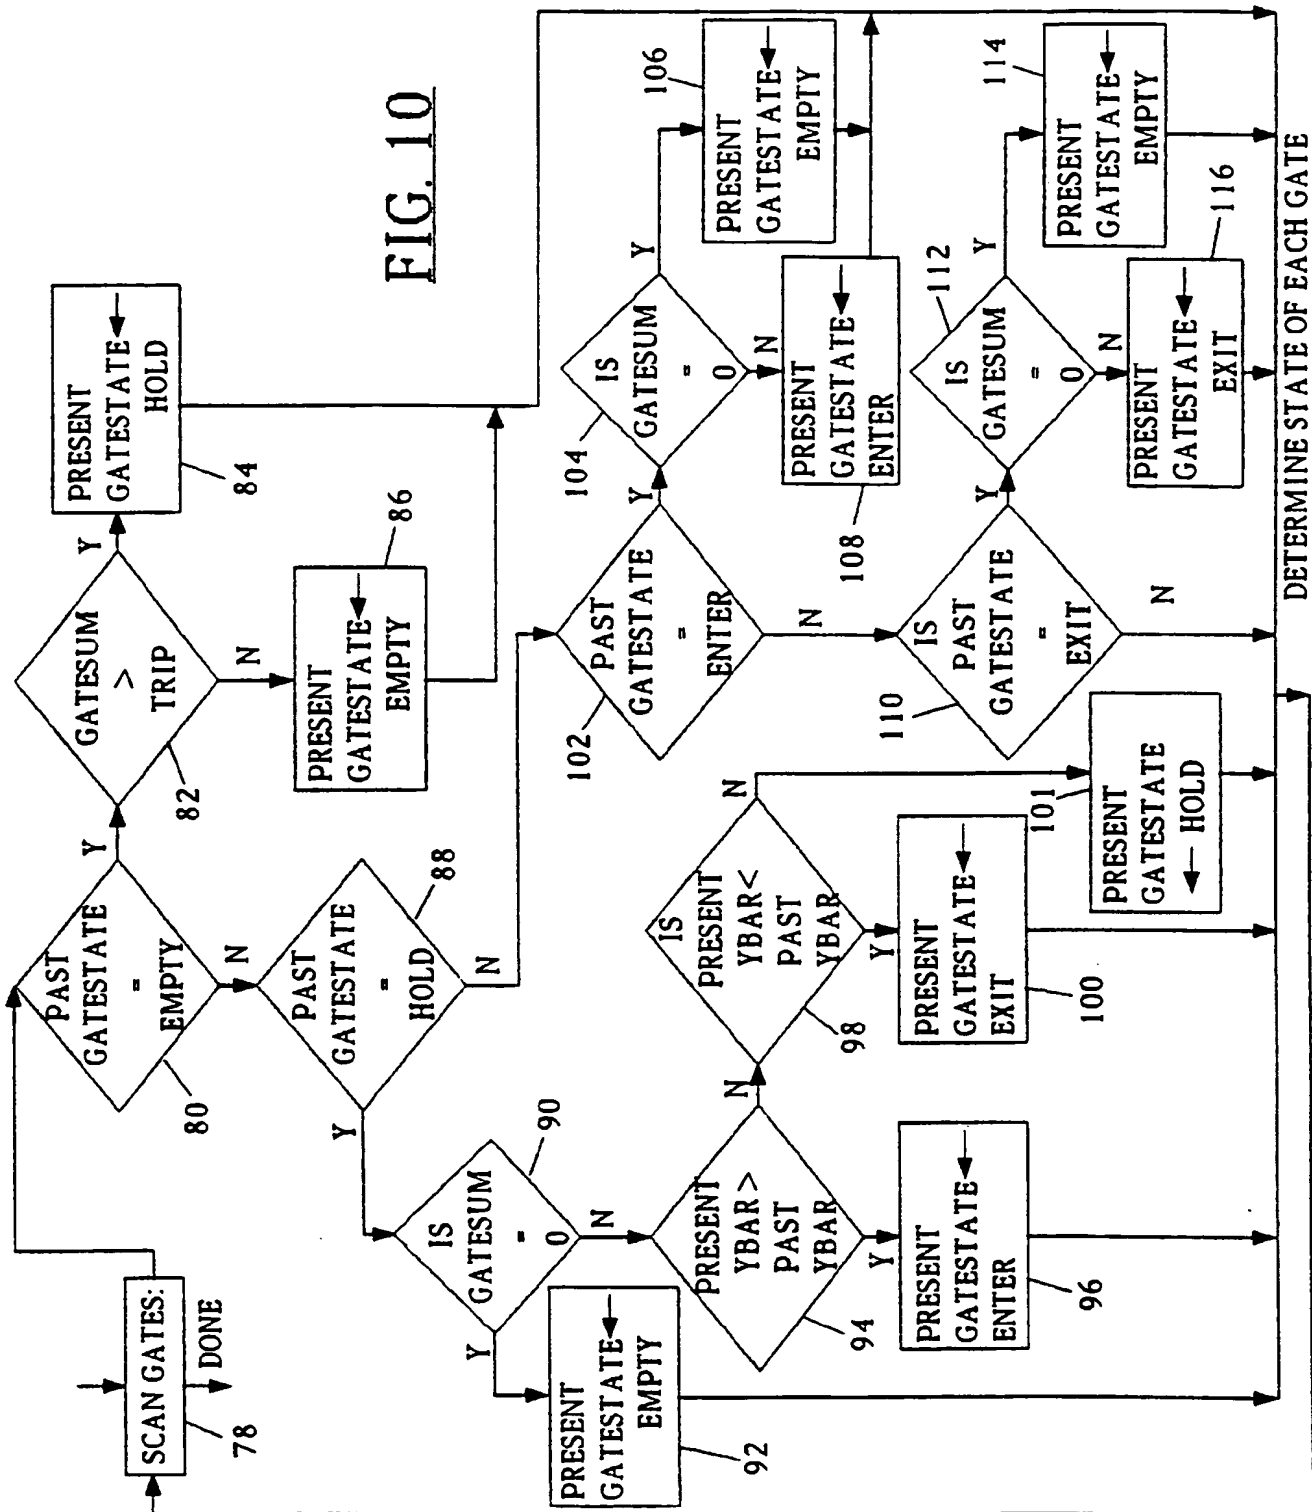 FIG. 10
SCAN GATES:
78
DONE
PAST
GATESTATE
=
EMPTY
80
Y
N
GATESUM
>
TRIP
82
Y
N
PRESENT
GATESTATE←
HOLD
84
PRESENT
GATESTATE←
EMPTY
86
PAST
GATESTATE
=
HOLD
88
Y
N
IS
GATESUM
=
0
90
Y
N
PRESENT
GATESTATE←
EMPTY
92
PRESENT
YBAR>
PAST
YBAR
94
Y
N
PRESENT
GATESTATE←
ENTER
96
IS
PRESENT
YBAR<
PAST
YBAR
98
Y
N
PRESENT
GATESTATE←
EXIT
100
PRESENT
GATESTATE
← HOLD
101
PAST
GATESTATE
=
ENTER
102
Y
N
IS
GATESUM
=
0
104
Y
N
PRESENT
GATESTATE←
EMPTY
106
PRESENT
GATESTATE←
ENTER
108
IS
PAST
GATESTATE
=
EXIT
110
Y
N
IS
GATESUM
=
0
112
Y
N
PRESENT
GATESTATE←
EMPTY
114
PRESENT
GATESTATE←
EXIT
116
DETERMINE STATE OF EACH GATE